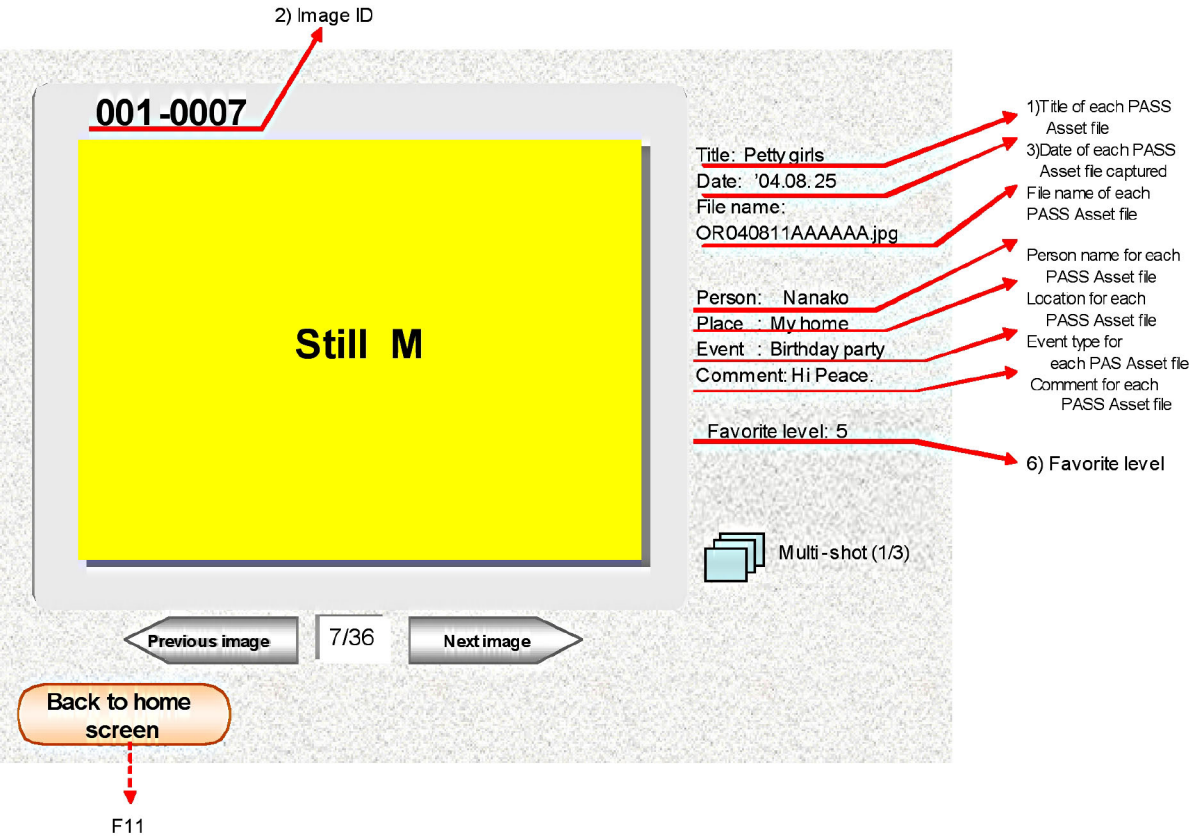 2) Image ID
001-0007
Still M
Title: Petty girls
Date: '04.08.25
File name:
OR040811AAAAAA.jpg
Person: Nanako
Place : My home
Event : Birthday party
Comment: Hi Peace.
Favorite level: 5
Multi-shot (1/3)
1)Title of each PASS
Asset file
3)Date of each PASS
Asset file captured
File name of each
PASS Asset file
Person name for each
PASS Asset file
Location for each
PASS Asset file
Event type for
each PAS Asset file
Comment for each
PASS Asset file
6) Favorite level
Previous image
7/36
Next image
Back to home
screen
F11